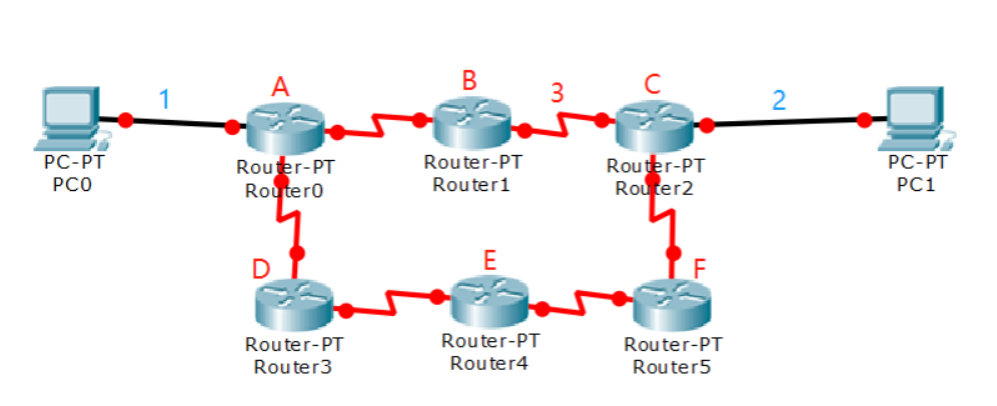 1
A
B
3
C
2
PC-PT
PC0
Router-PT
Router0
Router-PT
Router1
Router-PT
Router2
PC-PT
PC1
D
E
F
Router-PT
Router3
Router-PT
Router4
Router-PT
Router5